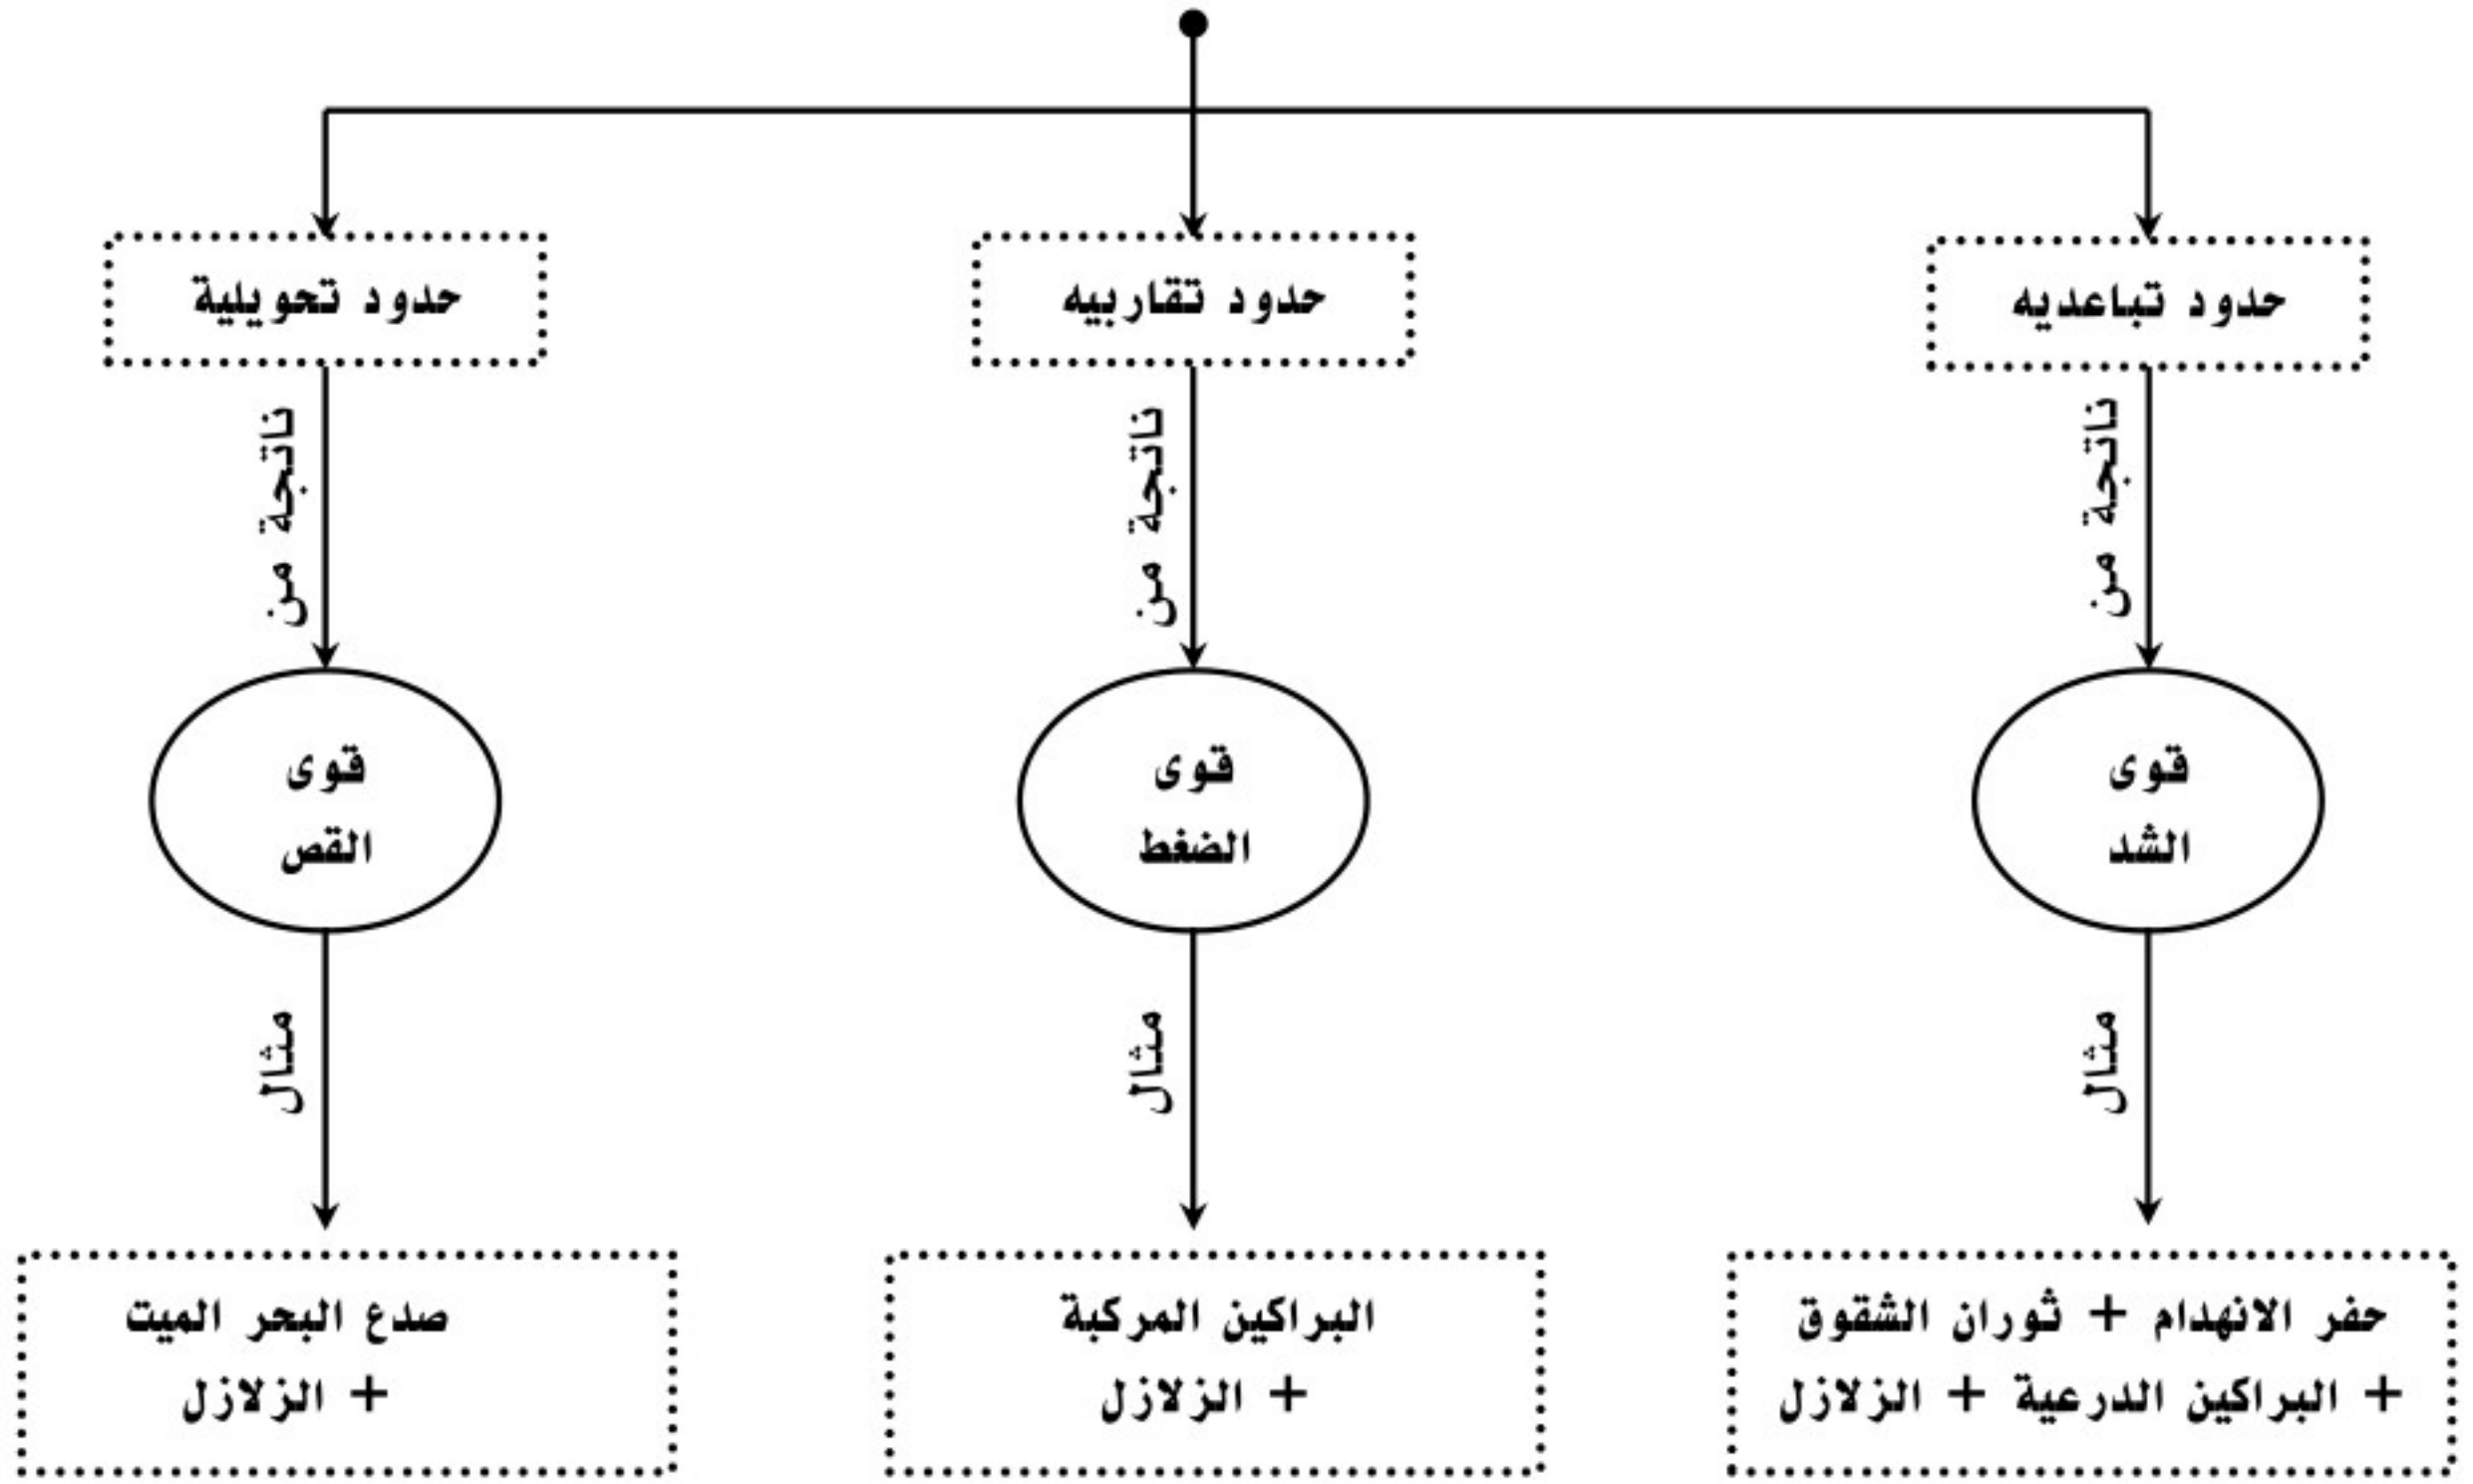 حدود تباعديه
حدود تقاربيه
حدود تحويلية
ناتجة من
ناتجة من
ناتجة من
قوى
الشد
قوى
الضغط
قوى
القص
مثال
مثال
مثال
حفر الانهدام + ثوران الشقوق
+ البراكين الدرعية + الزلازل
البراكين المركبة
+ الزلازل
صدع البحر الميت
+ الزلازل